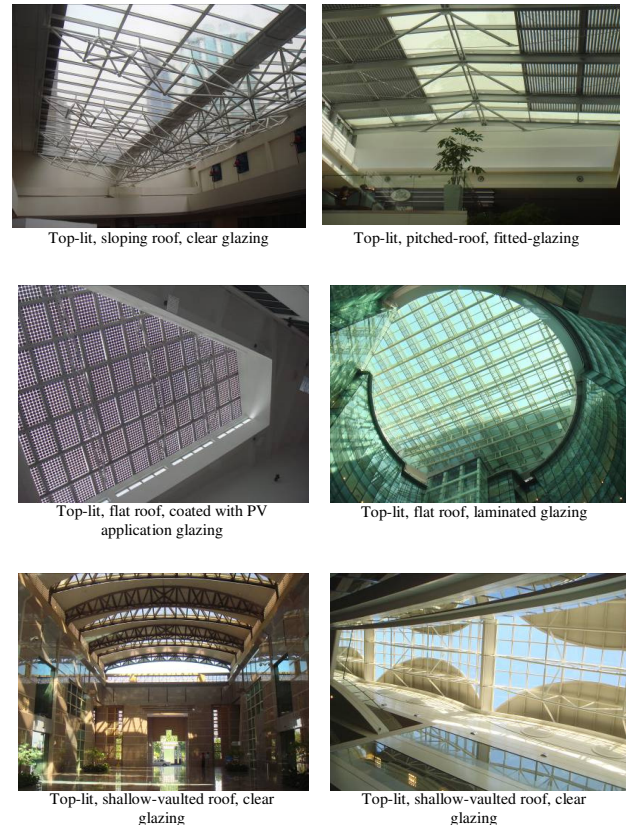 Top-lit, sloping roof, clear glazing
Top-lit, pitched-roof, fitted-glazing
Top-lit, flat roof, coated with PV
application glazing
Top-lit, flat roof, laminated glazing
Top-lit, shallow-vaulted roof, clear
glazing
Top-lit, shallow-vaulted roof, clear
glazing